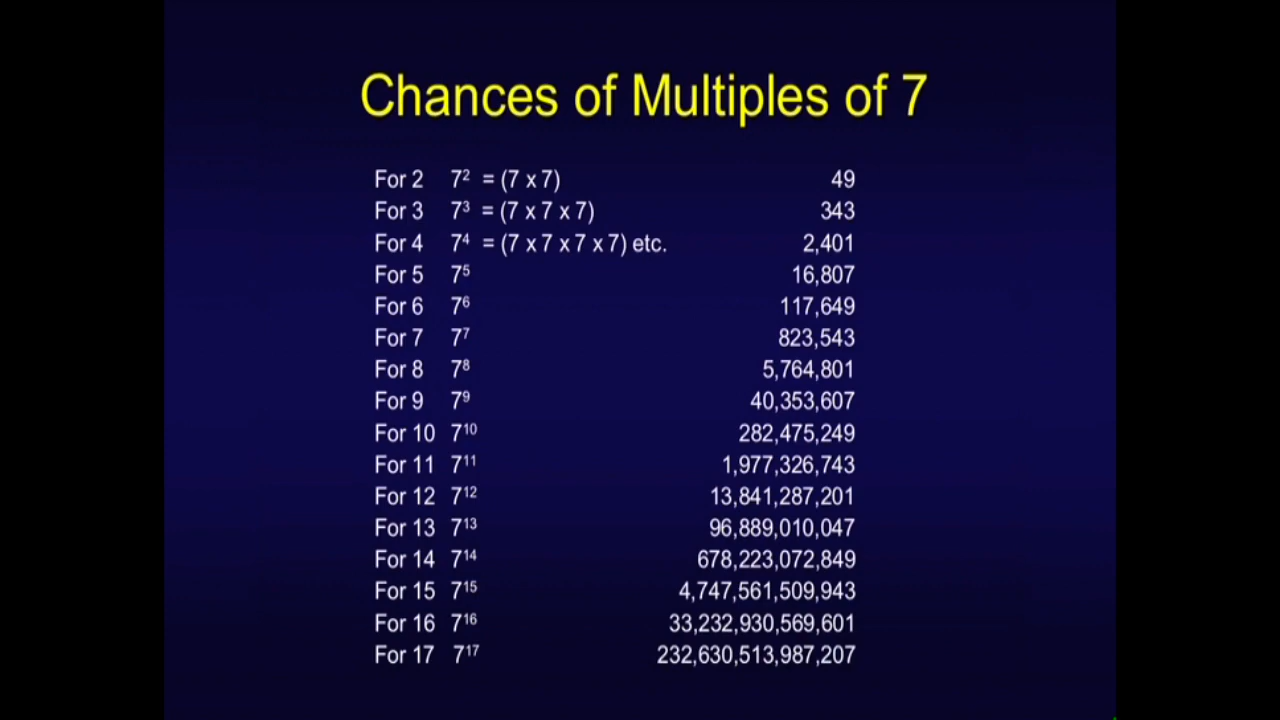 Chances of Multiples of 7
For 2 7² = (7 x 7) 49
For 3 7³ = (7 x 7 x 7) 343
For 4 7⁴ = (7 x 7 x 7 x 7) etc. 2,401
For 5 7⁵ 16,807
For 6 7⁶ 117,649
For 7 7⁷ 823,543
For 8 7⁸ 5,764,801
For 9 7⁹ 40,353,607
For 10 7¹⁰ 282,475,249
For 11 7¹¹ 1,977,326,743
For 12 7¹² 13,841,287,201
For 13 7¹³ 96,889,010,047
For 14 7¹⁴ 678,223,072,849
For 15 7¹⁵ 4,747,561,509,943
For 16 7¹⁶ 33,232,930,569,601
For 17 7¹⁷ 232,630,513,987,207